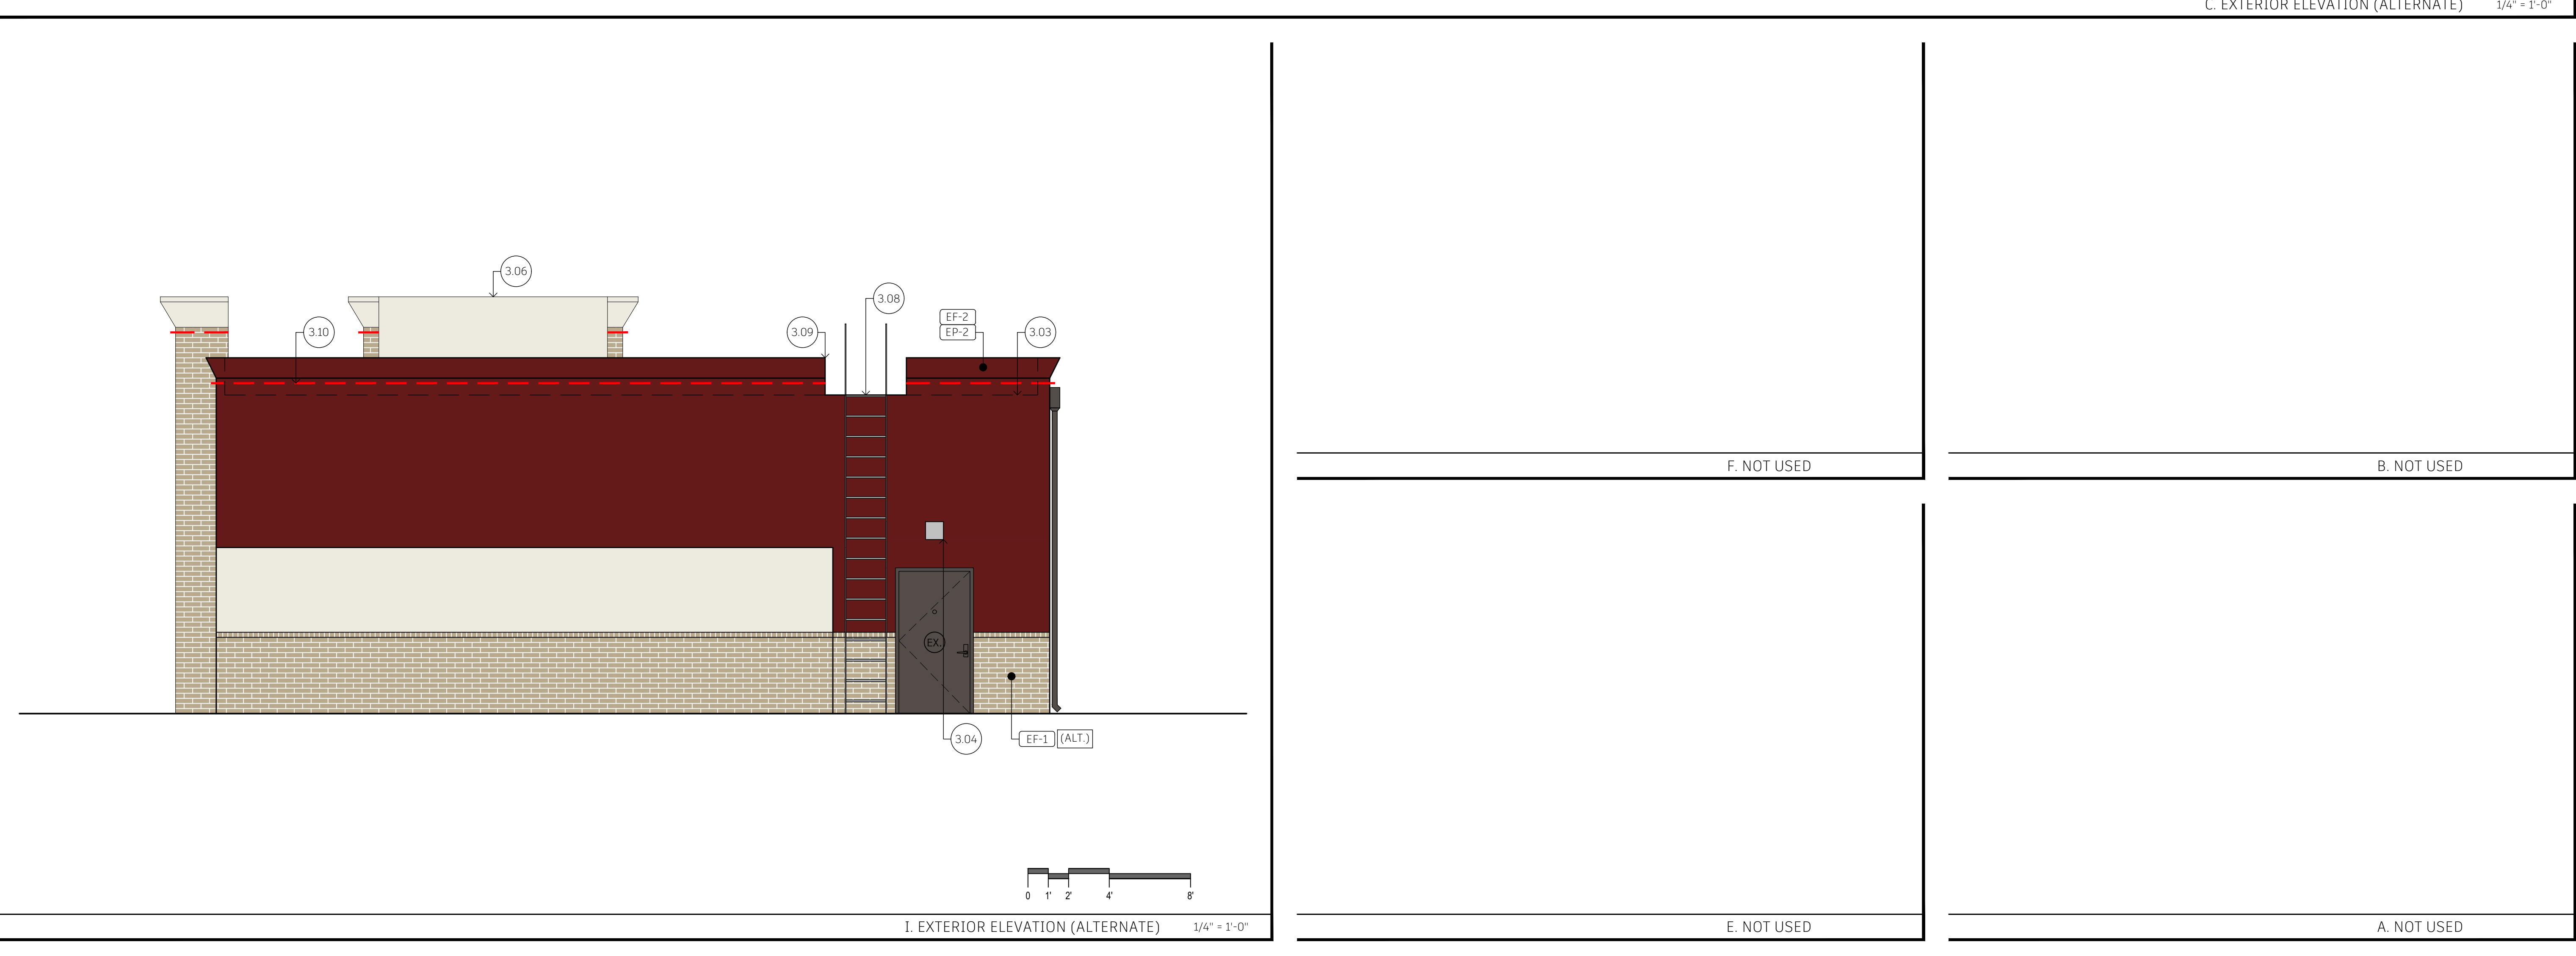 C. EXTERIOR ELEVATION (ALTERNATE) 1/4" = 1'-0"
3.06
3.08
3.10
3.09
EF-2
EP-2
3.03
EX.
3.04
EF-1 (ALT.)
0 1' 2' 4' 8'
I. EXTERIOR ELEVATION (ALTERNATE) 1/4" = 1'-0"
F. NOT USED
B. NOT USED
E. NOT USED
A. NOT USED